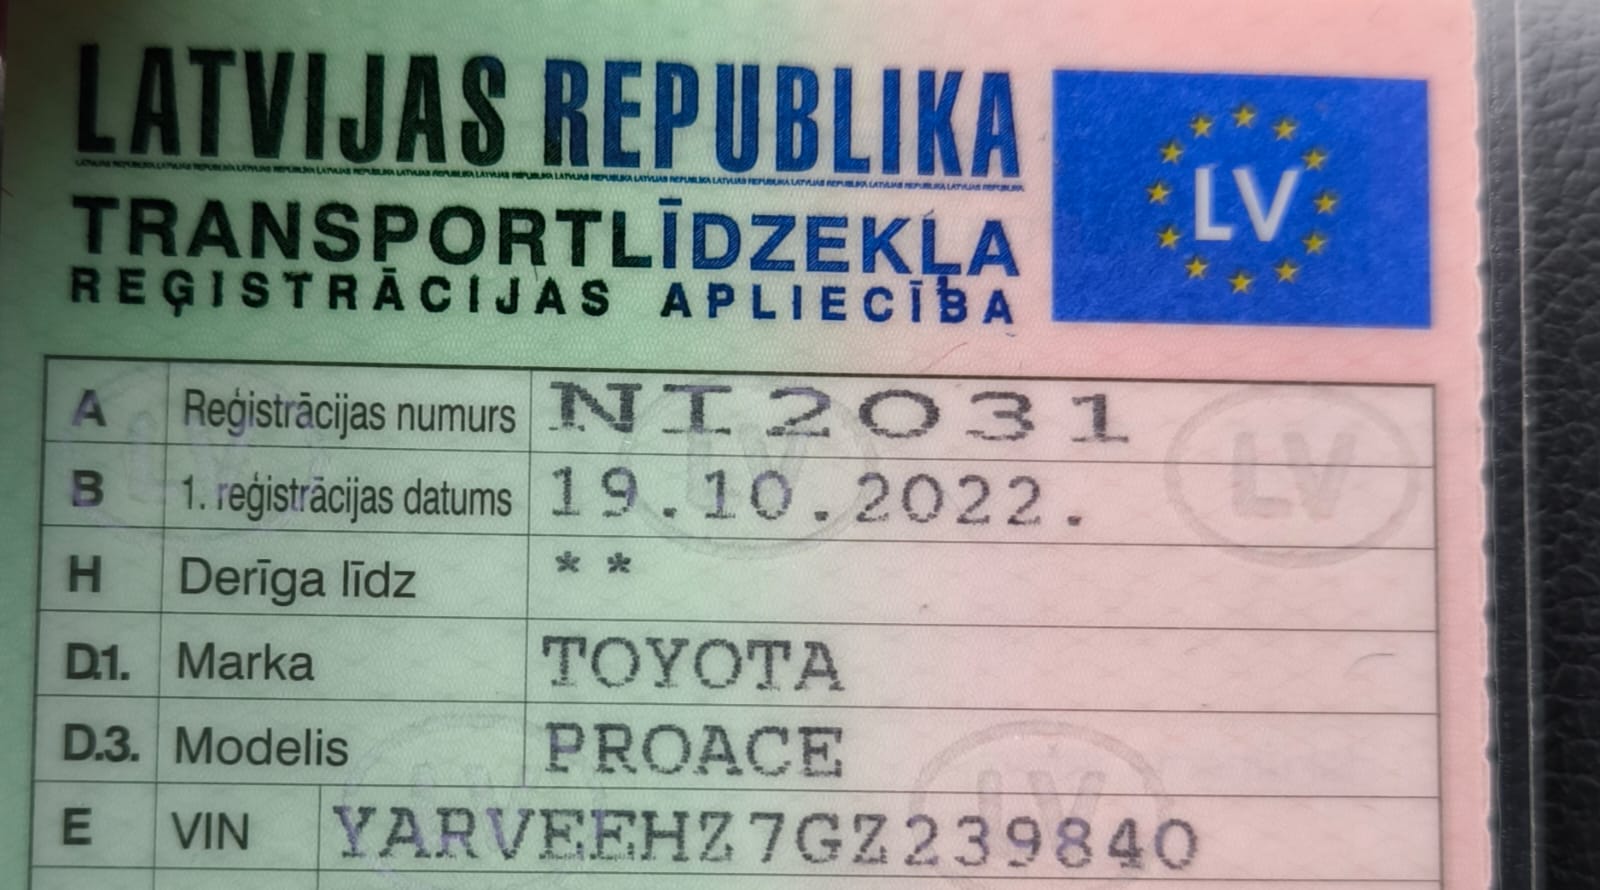 LATVIJAS REPUBLIKA
TRANSPORTLĪDZEKĻA
REĢISTRĀCIJAS APLIECĪBA
LV
A Reģistrācijas numurs NI2031
B 1. reģistrācijas datums 19.10.2022.
H Derīga līdz **
D.1. Marka TOYOTA
D.3. Modelis PROACE
E VIN YARVEEHZ7GZ239840